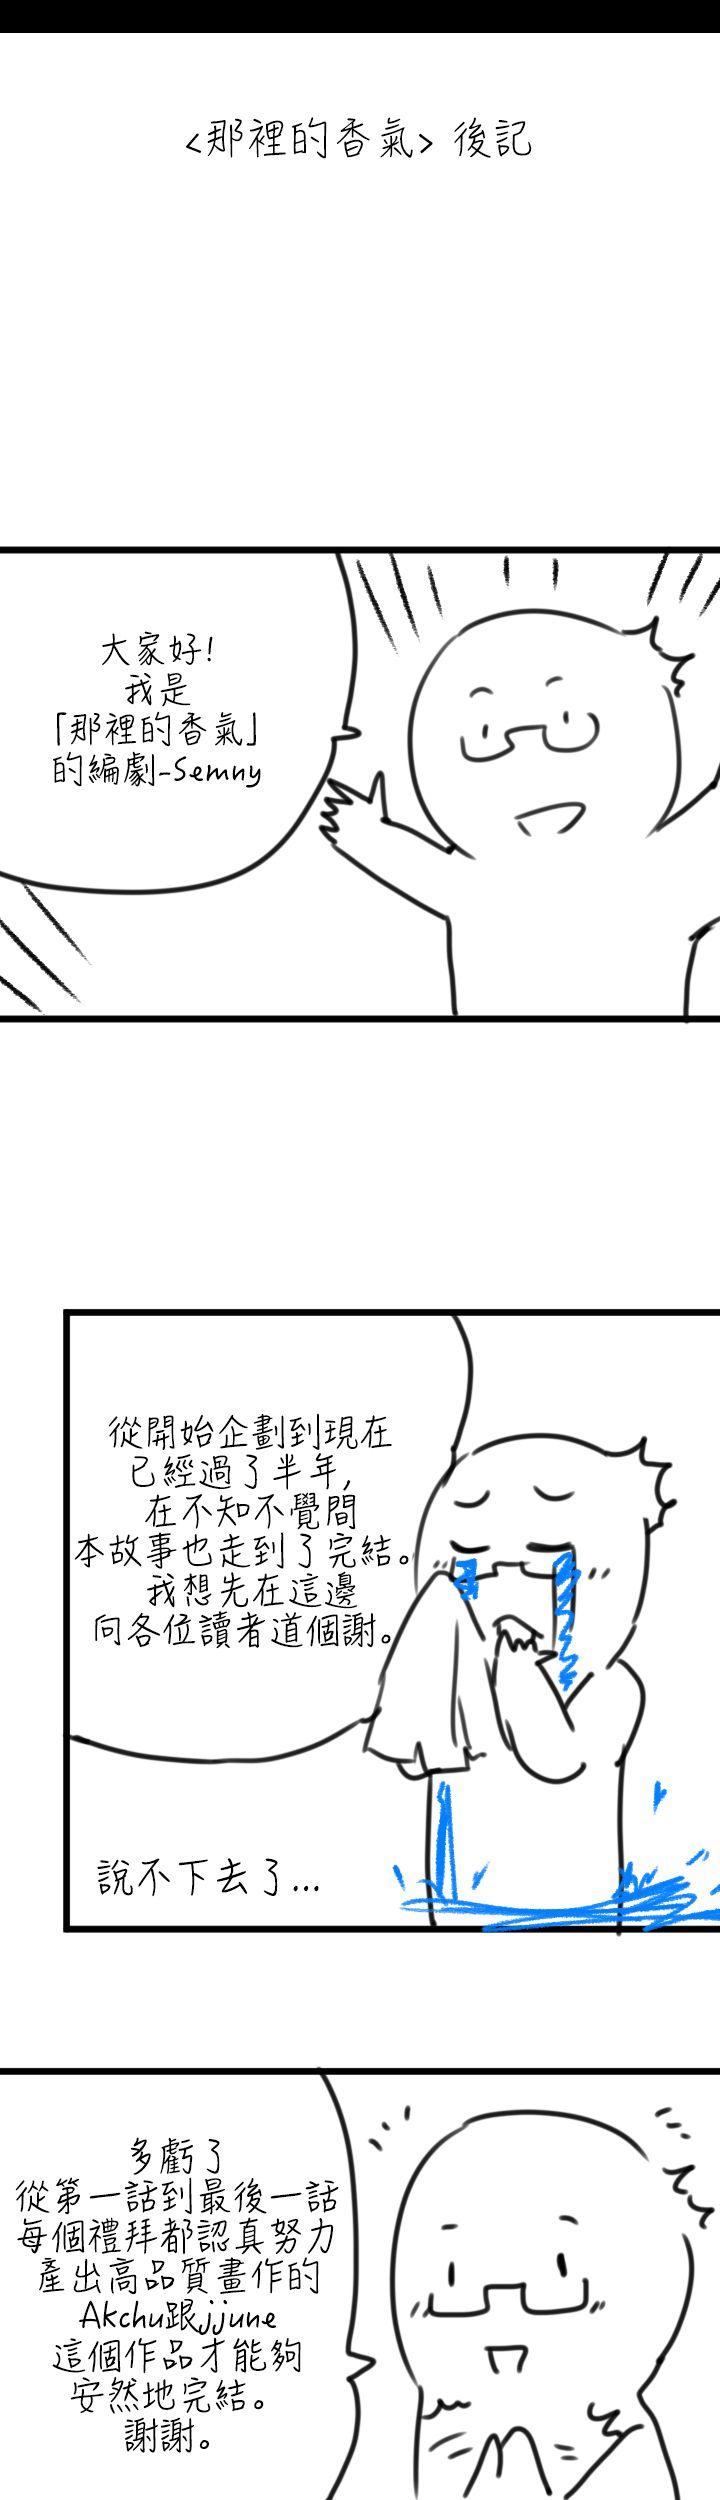 <那裡的香氣> 後記
大家好!
我是
「那裡的香氣」
的編劇-Semny
從開始企劃到現在
已經過了半年,
在不知不覺間
本故事也走到了完結。
我想先在這邊
向各位讀者道個謝。
說不下去了...
多虧了
從第一話到最後一話
每個禮拜都認真努力
產出高品質畫作的
Akchu跟jjune
這個作品才能夠
安然地完結。
謝謝。